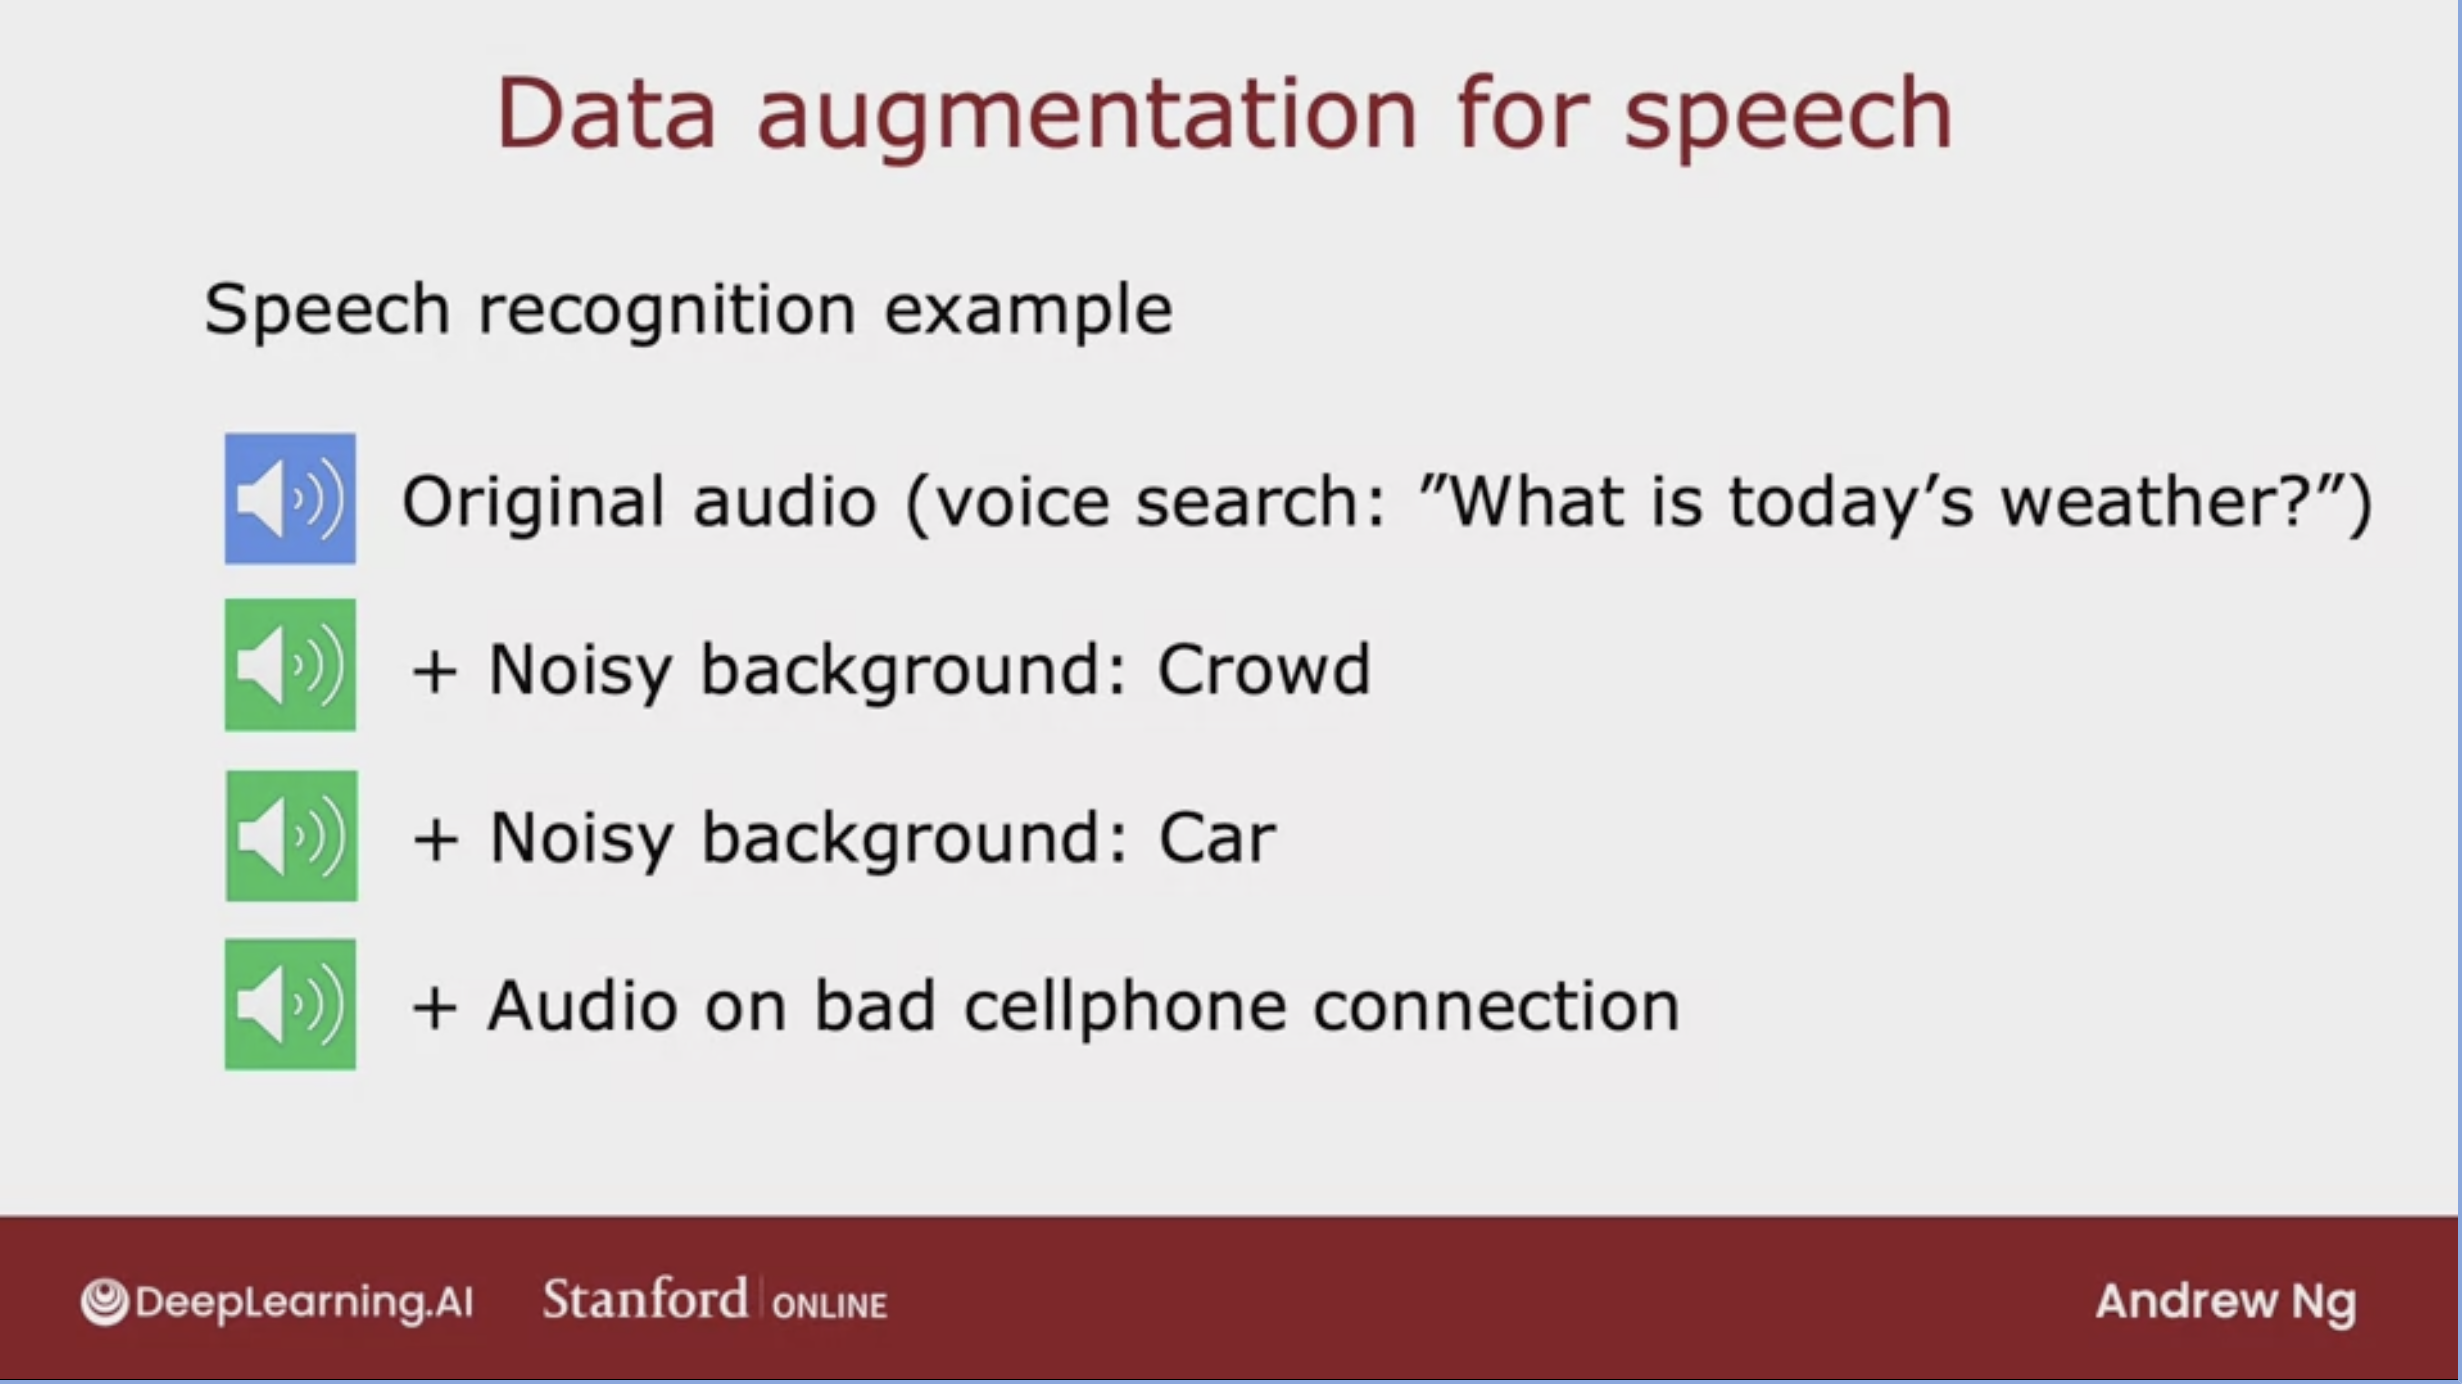 Data augmentation for speech
Speech recognition example
Original audio (voice search: ”What is today’s weather?”)
+ Noisy background: Crowd
+ Noisy background: Car
+ Audio on bad cellphone connection
DeepLearning.AI
Stanford | ONLINE
Andrew Ng